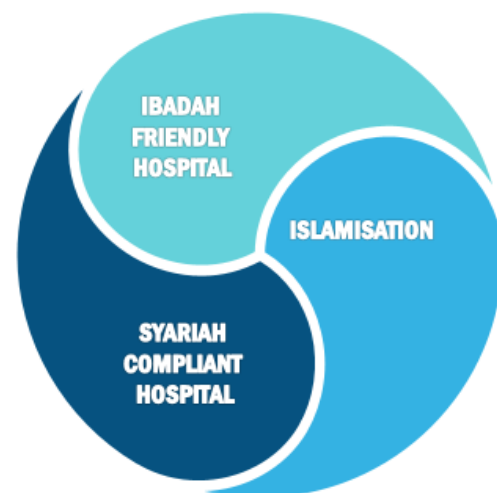 IBADAH
FRIENDLY
HOSPITAL
ISLAMISATION
SYARIAH
COMPLIANT
HOSPITAL